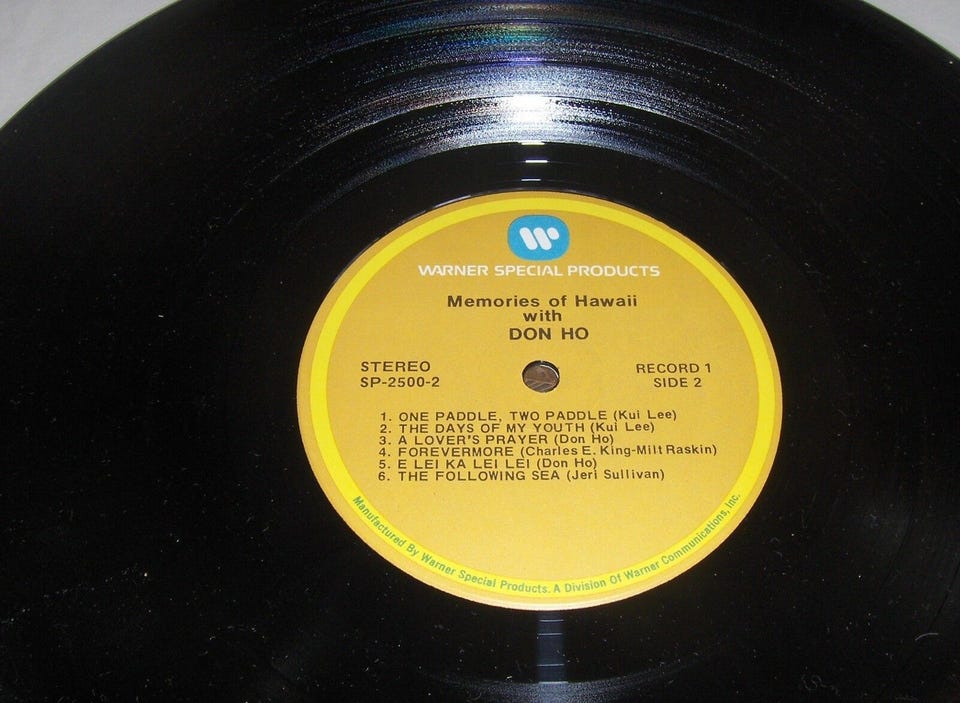 WARNER SPECIAL PRODUCTS
Memories of Hawaii
with
DON HO
STEREO
SP-2500-2
RECORD 1
SIDE 2
1. ONE PADDLE, TWO PADDLE (Kui Lee)
2. THE DAYS OF MY YOUTH (Kui Lee)
3. A LOVER'S PRAYER (Don Ho)
4. FOREVERMORE (Charles E. King-Milt Raskin)
5. E LEI KA LEI LEI (Don Ho)
6. THE FOLLOWING SEA (Jeri Sullivan)
Manufactured By Warner Special Products. A Division Of Warner Communications, Inc.